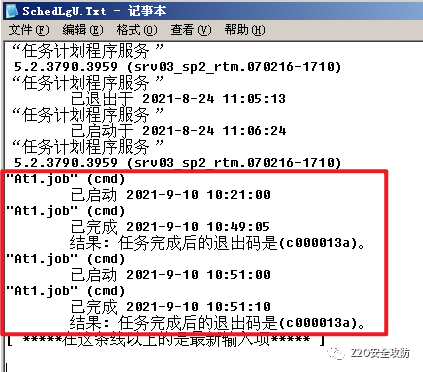 SchedLgU.Txt - 记事本
文件(F) 编辑(E) 格式(O) 查看(V) 帮助(H)
“任务计划程序服务 ”
5.2.3790.3959 (srv03_sp2_rtm.070216-1710)
“任务计划程序服务 ”
已退出于 2021-8-24 11:05:13
“任务计划程序服务 ”
已启动于 2021-8-24 11:06:24
“任务计划程序服务 ”
5.2.3790.3959 (srv03_sp2_rtm.070216-1710)
"At1.job" (cmd)
已启动 2021-9-10 10:21:00
"At1.job" (cmd)
已完成 2021-9-10 10:49:05
结果: 任务完成后的退出码是(c000013a)。
"At1.job" (cmd)
已启动 2021-9-10 10:51:00
"At1.job" (cmd)
已完成 2021-9-10 10:51:10
结果: 任务完成后的退出码是(c000013a)。
[ *****在这条线以上的是最新输入项***** ]
Z2O安全攻防